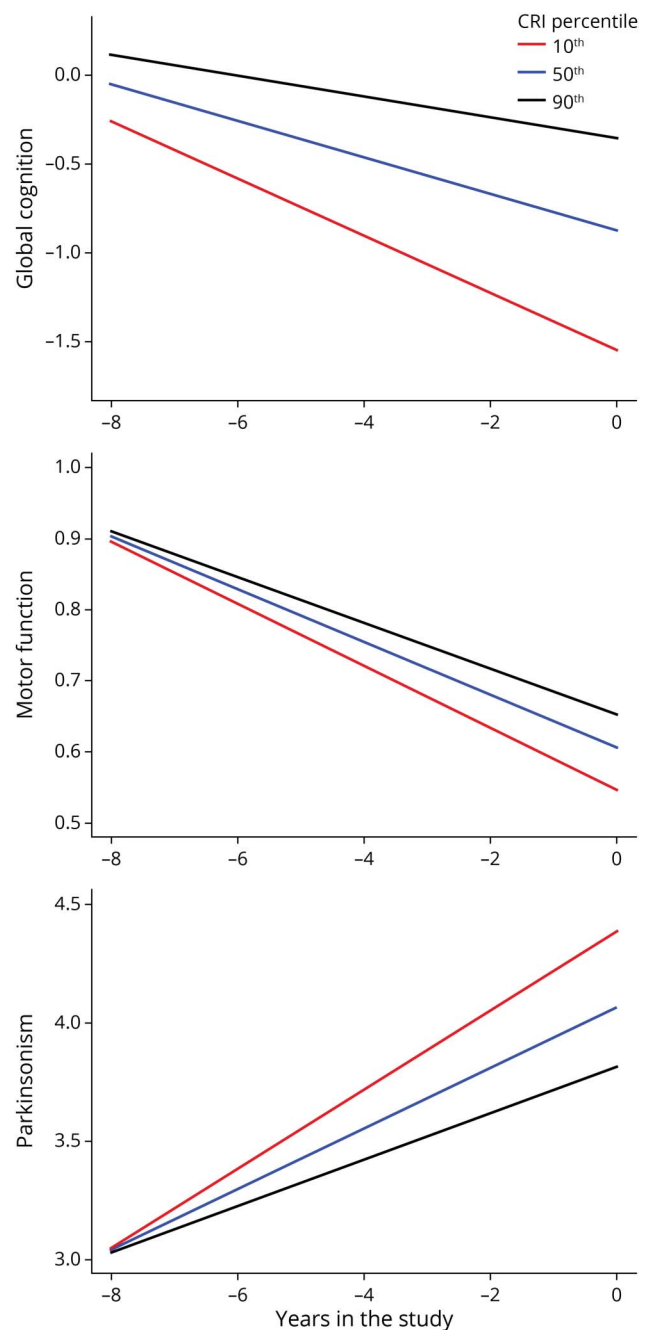 CRI percentile
10th
50th
90th
Global cognition
0.0
–0.5
–1.0
–1.5
–8 –6 –4 –2 0
Motor function
1.0
0.9
0.8
0.7
0.6
0.5
–8 –6 –4 –2 0
Parkinsonism
4.5
4.0
3.5
3.0
–8 –6 –4 –2 0
Years in the study